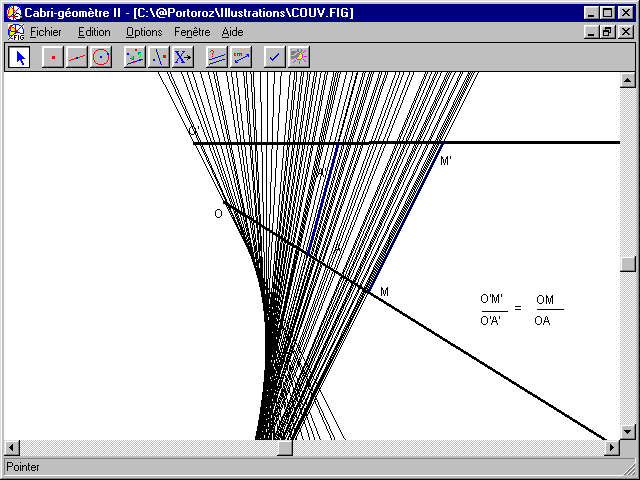 Cabri-géomètre II - [C:\@Portoroz\Illustrations\COUV.FIG]
Fichier Edition Options Fenêtre Aide
M'
O
M
O'M' = OM
O'A' OA
Pointer